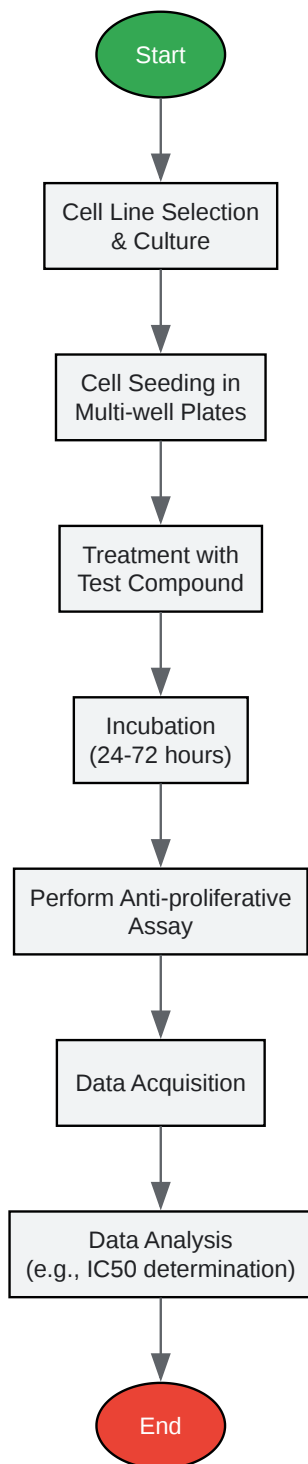 Start
Cell Line Selection
& Culture
Cell Seeding in
Multi-well Plates
Treatment with
Test Compound
Incubation
(24-72 hours)
Perform Anti-proliferative
Assay
Data Acquisition
Data Analysis
(e.g., IC50 determination)
End